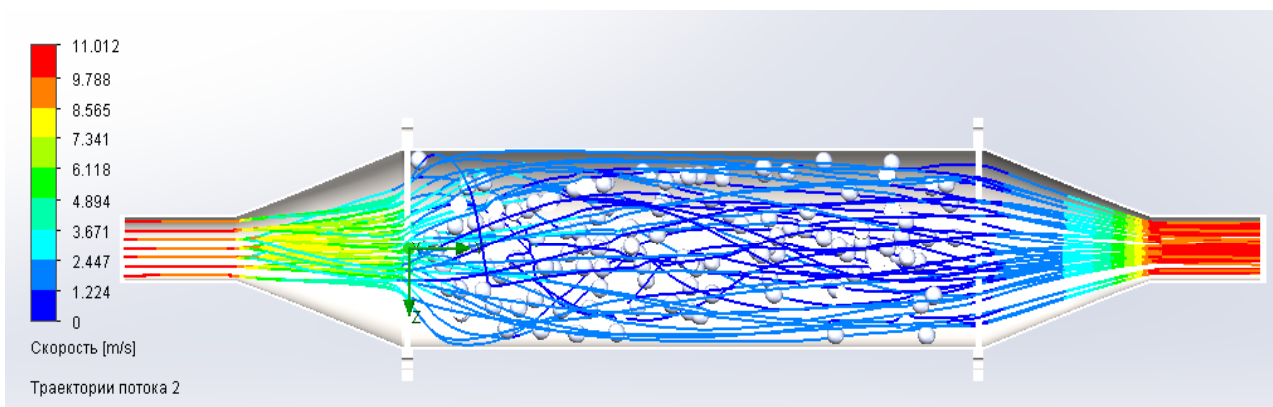 11.012
9.788
8.565
7.341
6.118
4.894
3.671
2.447
1.224
0
Скорость [m/s]
Траектории потока 2
X
Z